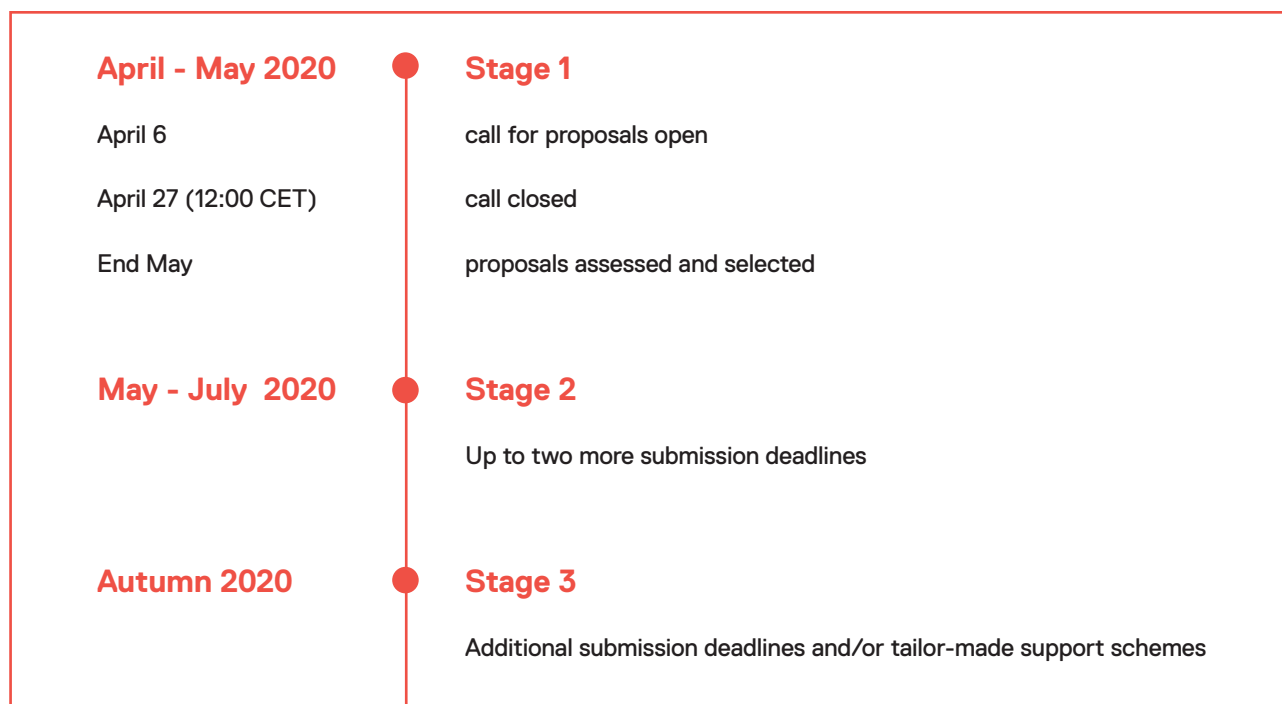 April - May 2020 Stage 1
April 6 call for proposals open
April 27 (12:00 CET) call closed
End May proposals assessed and selected
May - July 2020 Stage 2
Up to two more submission deadlines
Autumn 2020 Stage 3
Additional submission deadlines and/or tailor-made support schemes